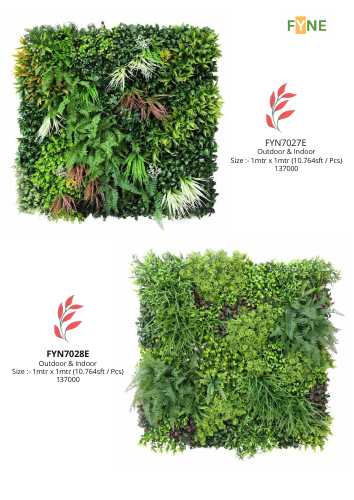 FYNE
FYN7027E
Outdoor & Indoor
Size :- 1mtr x 1mtr (10.764sft / Pcs)
137000
FYN7028E
Outdoor & Indoor
Size :- 1mtr x 1mtr (10.764sft / Pcs)
137000